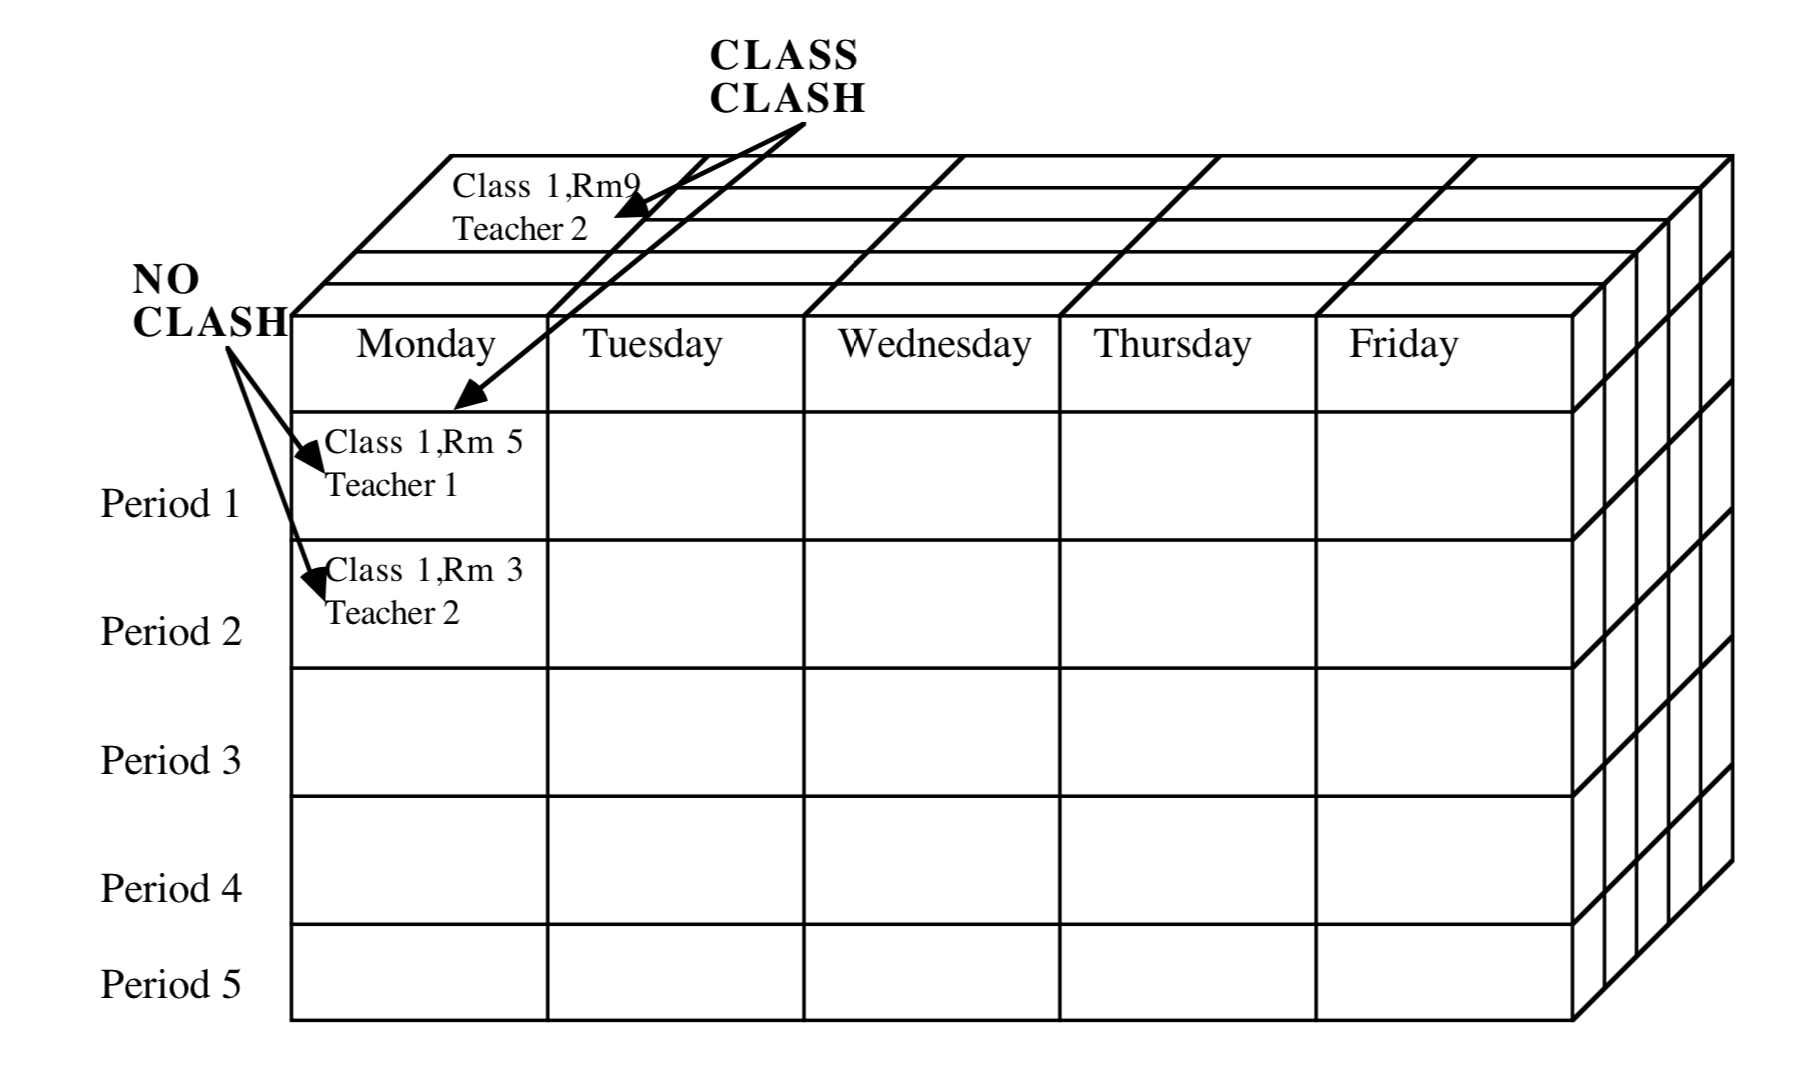 CLASS
CLASH
Class 1,Rm9
Teacher 2
NO
CLASH
Monday Tuesday Wednesday Thursday Friday
Class 1,Rm 5
Teacher 1
Period 1
Class 1,Rm 3
Teacher 2
Period 2
Period 3
Period 4
Period 5